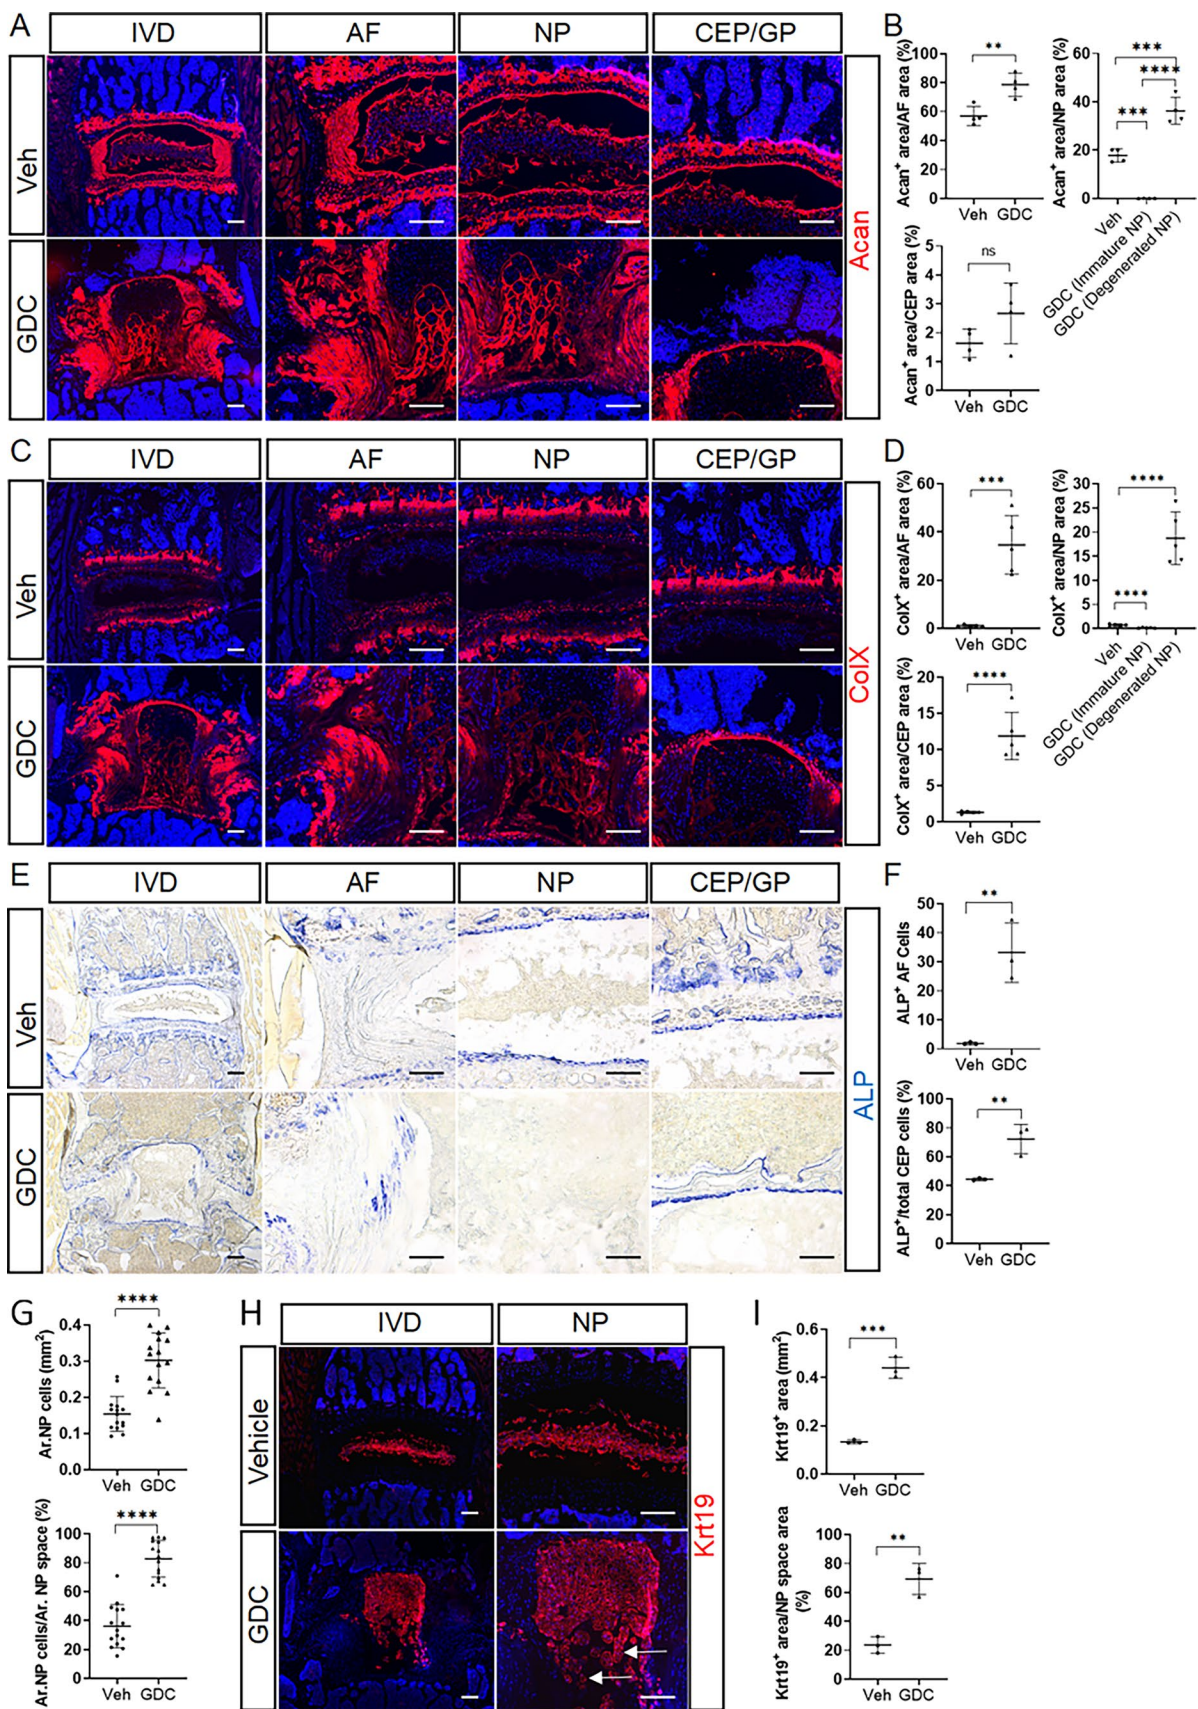 A
IVD
AF
NP
CEP/GP
Veh
GDC
Acan
B
Acan⁺ area/AF area (%)
100
80
60
40
20
0
**
Veh
GDC
Acan⁺ area/NP area (%)
60
40
20
0
***
****
***
Veh
GDC (Immature NP)
GDC (Degenerated NP)
Acan⁺ area/CEP area (%)
5
4
3
2
1
0
ns
Veh
GDC
C
IVD
AF
NP
CEP/GP
Veh
GDC
ColX
D
ColX⁺ area/AF area (%)
60
40
20
0
***
Veh
GDC
ColX⁺ area/NP area (%)
30
25
20
15
10
5
0
****
****
Veh
GDC (Immature NP)
GDC (Degenerated NP)
ColX⁺ area/CEP area (%)
20
15
10
5
0
****
Veh
GDC
E
IVD
AF
NP
CEP/GP
Veh
GDC
ALP
F
ALP⁺ AF Cells
50
40
30
20
10
0
**
Veh
GDC
ALP⁺/total CEP cells (%)
100
80
60
40
20
0
**
Veh
GDC
G
Ar.NP cells (mm²)
0.4
0.3
0.2
0.1
0.0
****
Veh
GDC
Ar.NP cells/Ar. NP space (%)
100
80
60
40
20
0
****
Veh
GDC
H
IVD
NP
Vehicle
GDC
Krt19
I
Krt19⁺ area (mm²)
0.6
0.4
0.2
0.0
***
Veh
GDC
Krt19⁺ area/NP space area
(%)
100
80
60
40
20
0
**
Veh
GDC